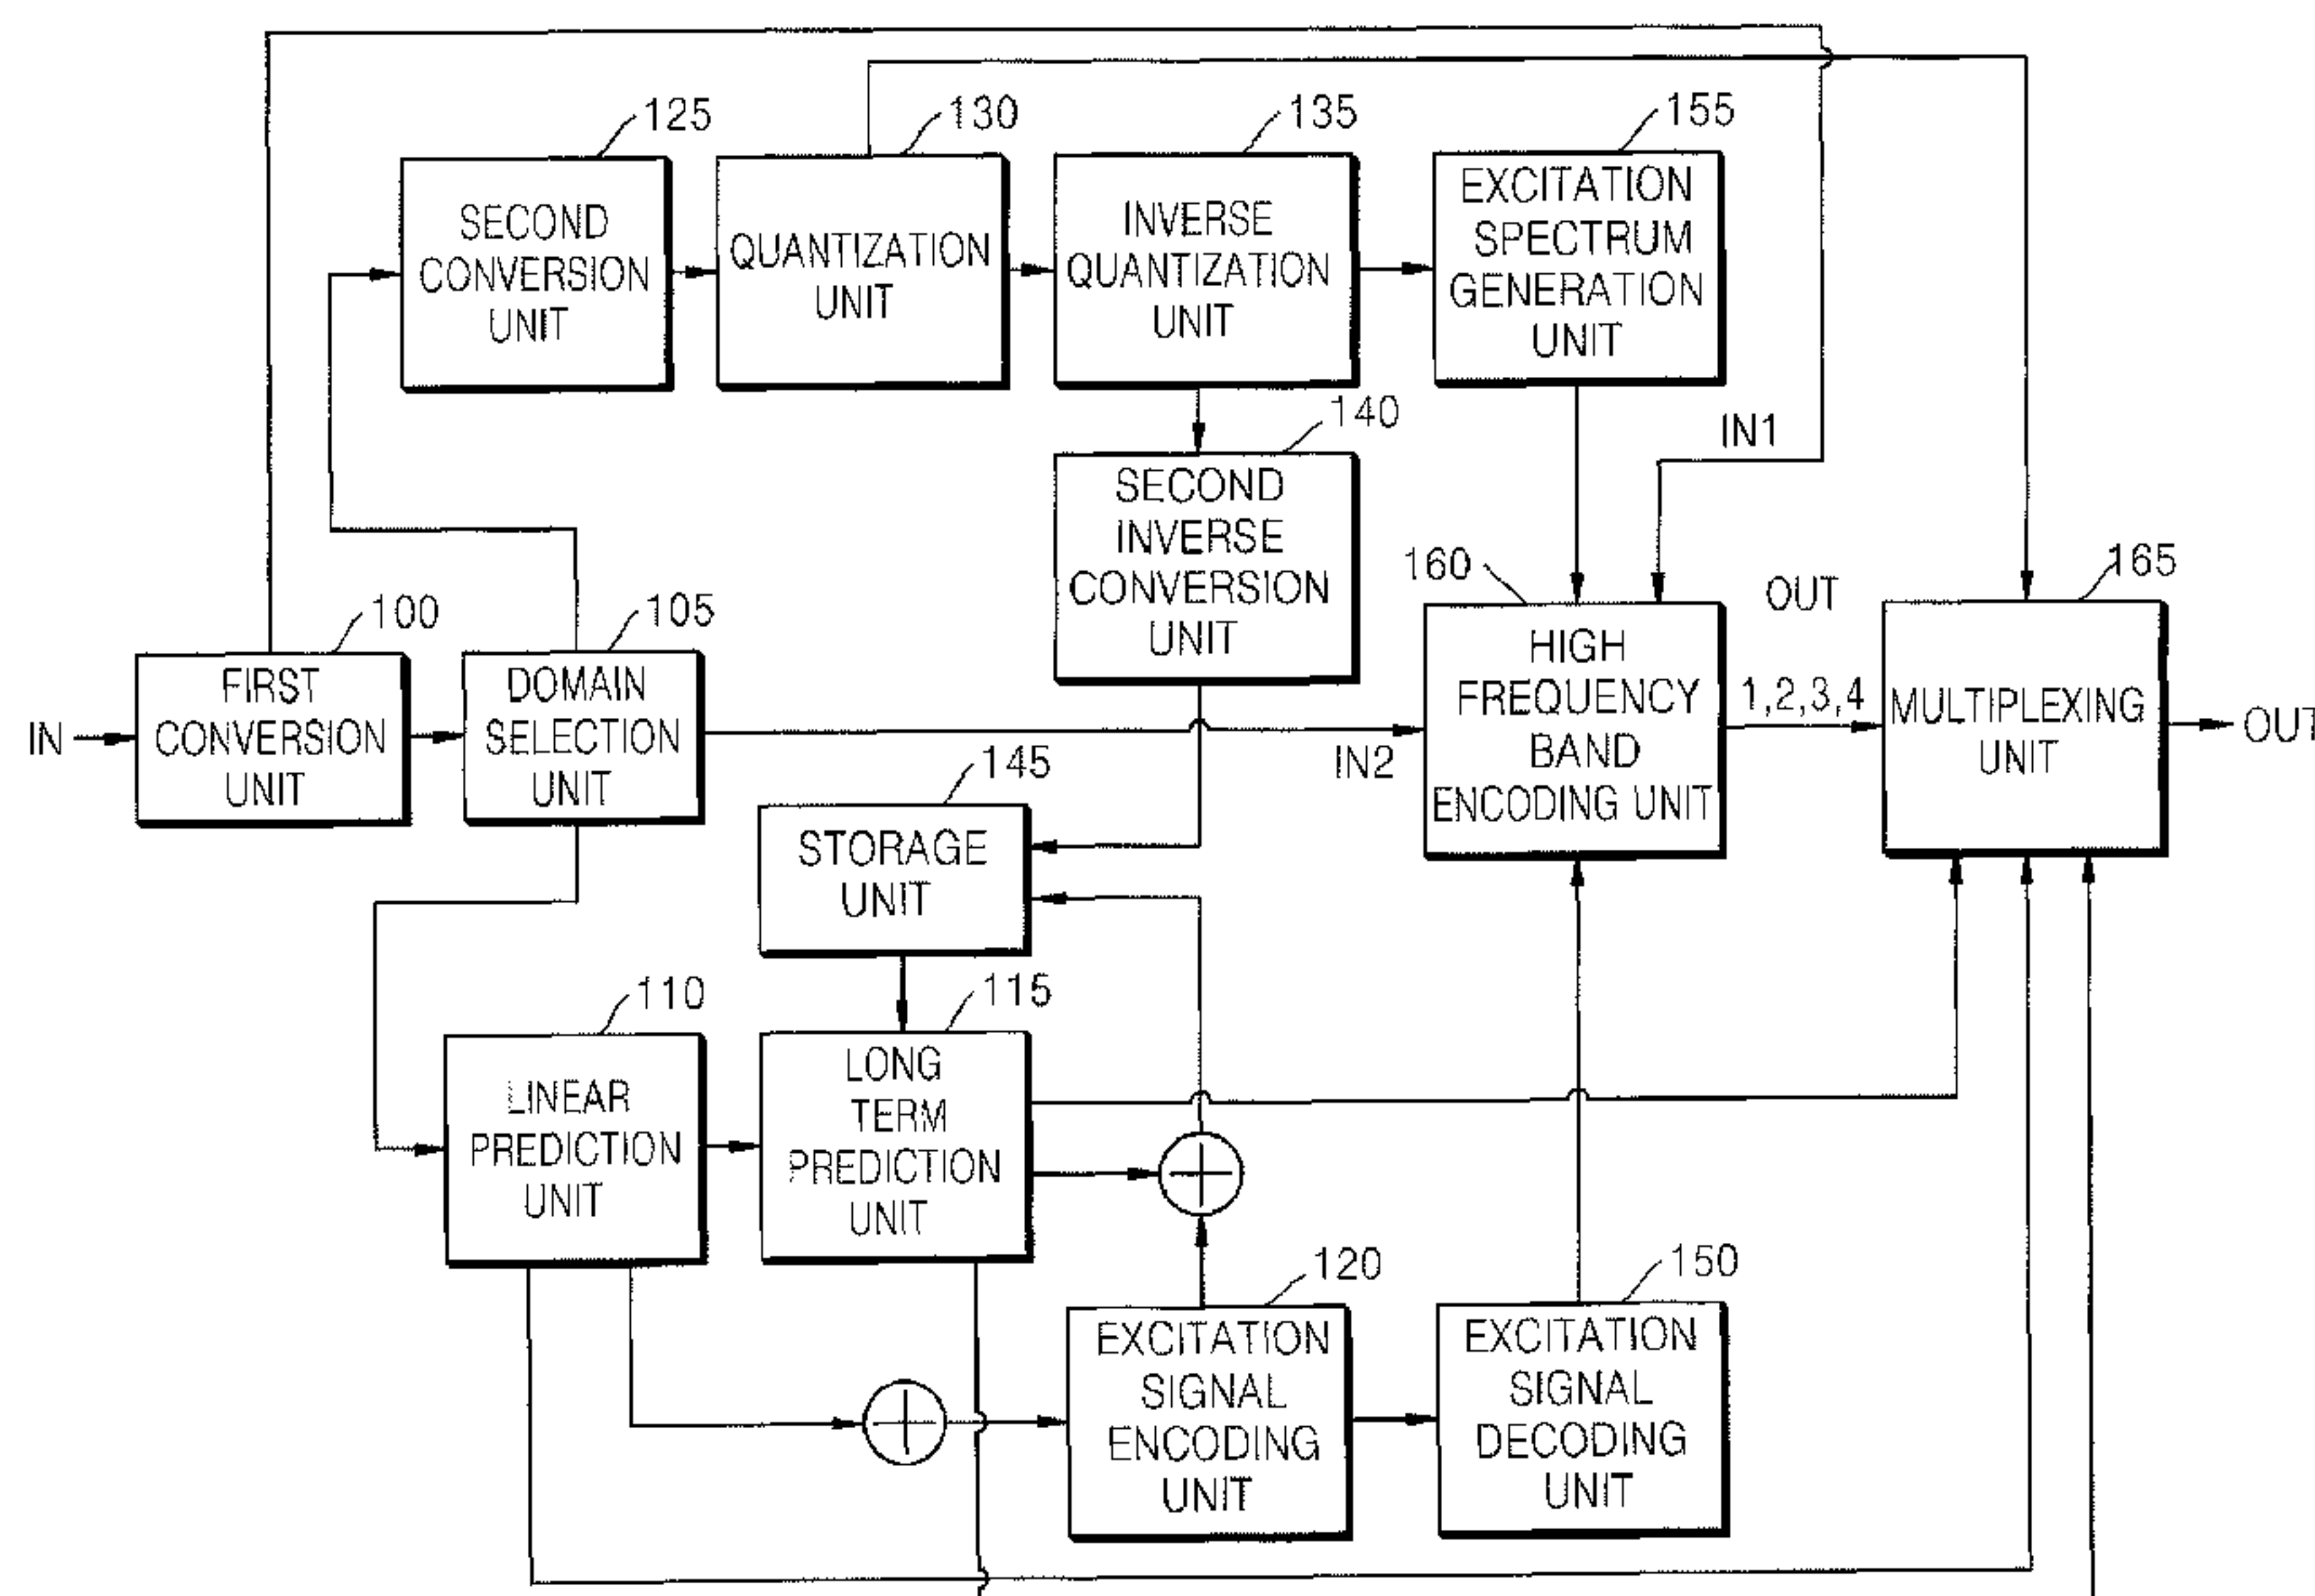 125
130
135
155
SECOND
CONVERSION
UNIT
QUANTIZATION
UNIT
INVERSE
QUANTIZATION
UNIT
EXCITATION
SPECTRUM
GENERATION
UNIT
140
IN1
SECOND
INVERSE
CONVERSION
UNIT
100
105
160
OUT
165
IN
FIRST
CONVERSION
UNIT
DOMAIN
SELECTION
UNIT
IN2
HIGH
FREQUENCY
BAND
ENCODING UNIT
1,2,3,4
MULTIPLEXING
UNIT
OUT
145
STORAGE
UNIT
110
115
LINEAR
PREDICTION
UNIT
LONG
TERM
PREDICTION
UNIT
120
150
EXCITATION
SIGNAL
ENCODING
UNIT
EXCITATION
SIGNAL
DECODING
UNIT